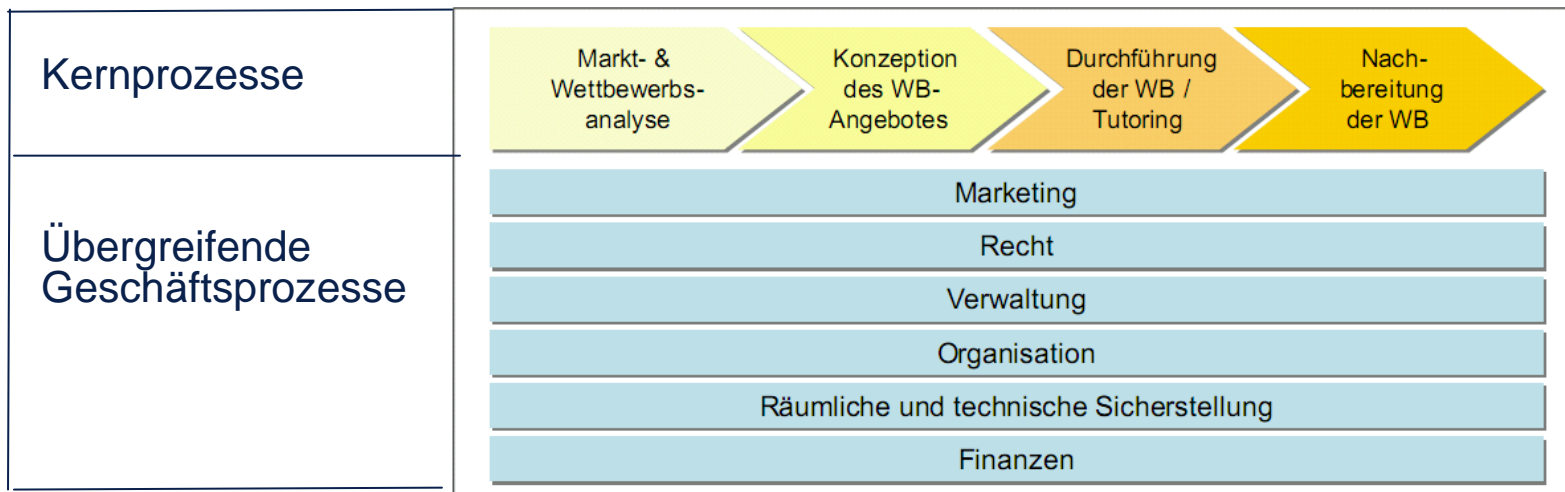 Kernprozesse
Markt- &
Wettbewerbs-
analyse
Konzeption
des WB-
Angebotes
Durchführung
der WB /
Tutoring
Nach-
bereitung
der WB
Übergreifende
Geschäftsprozesse
Marketing
Recht
Verwaltung
Organisation
Räumliche und technische Sicherstellung
Finanzen